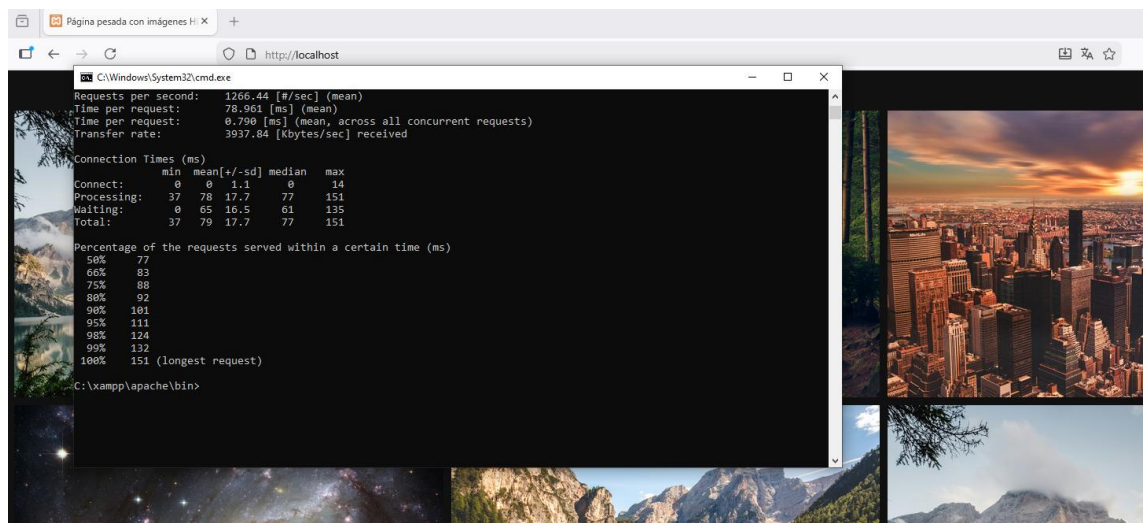 Página pesada con imágenes H
http://localhost
C:\Windows\System32\cmd.exe
Requests per second:    1266.44 [#/sec] (mean)
Time per request:       78.961 [ms] (mean)
Time per request:       0.790 [ms] (mean, across all concurrent requests)
Transfer rate:          3937.84 [Kbytes/sec] received
Connection Times (ms)
              min  mean[+/-sd] median   max
Connect:        0    0   1.1      0      14
Processing:    37   78  17.7     77     151
Waiting:        0   65  16.5     61     135
Total:         37   79  17.7     77     151
Percentage of the requests served within a certain time (ms)
  50%     77
  66%     83
  75%     88
  80%     92
  90%    101
  95%    111
  98%    124
  99%    132
 100%    151 (longest request)
C:\xampp\apache\bin>